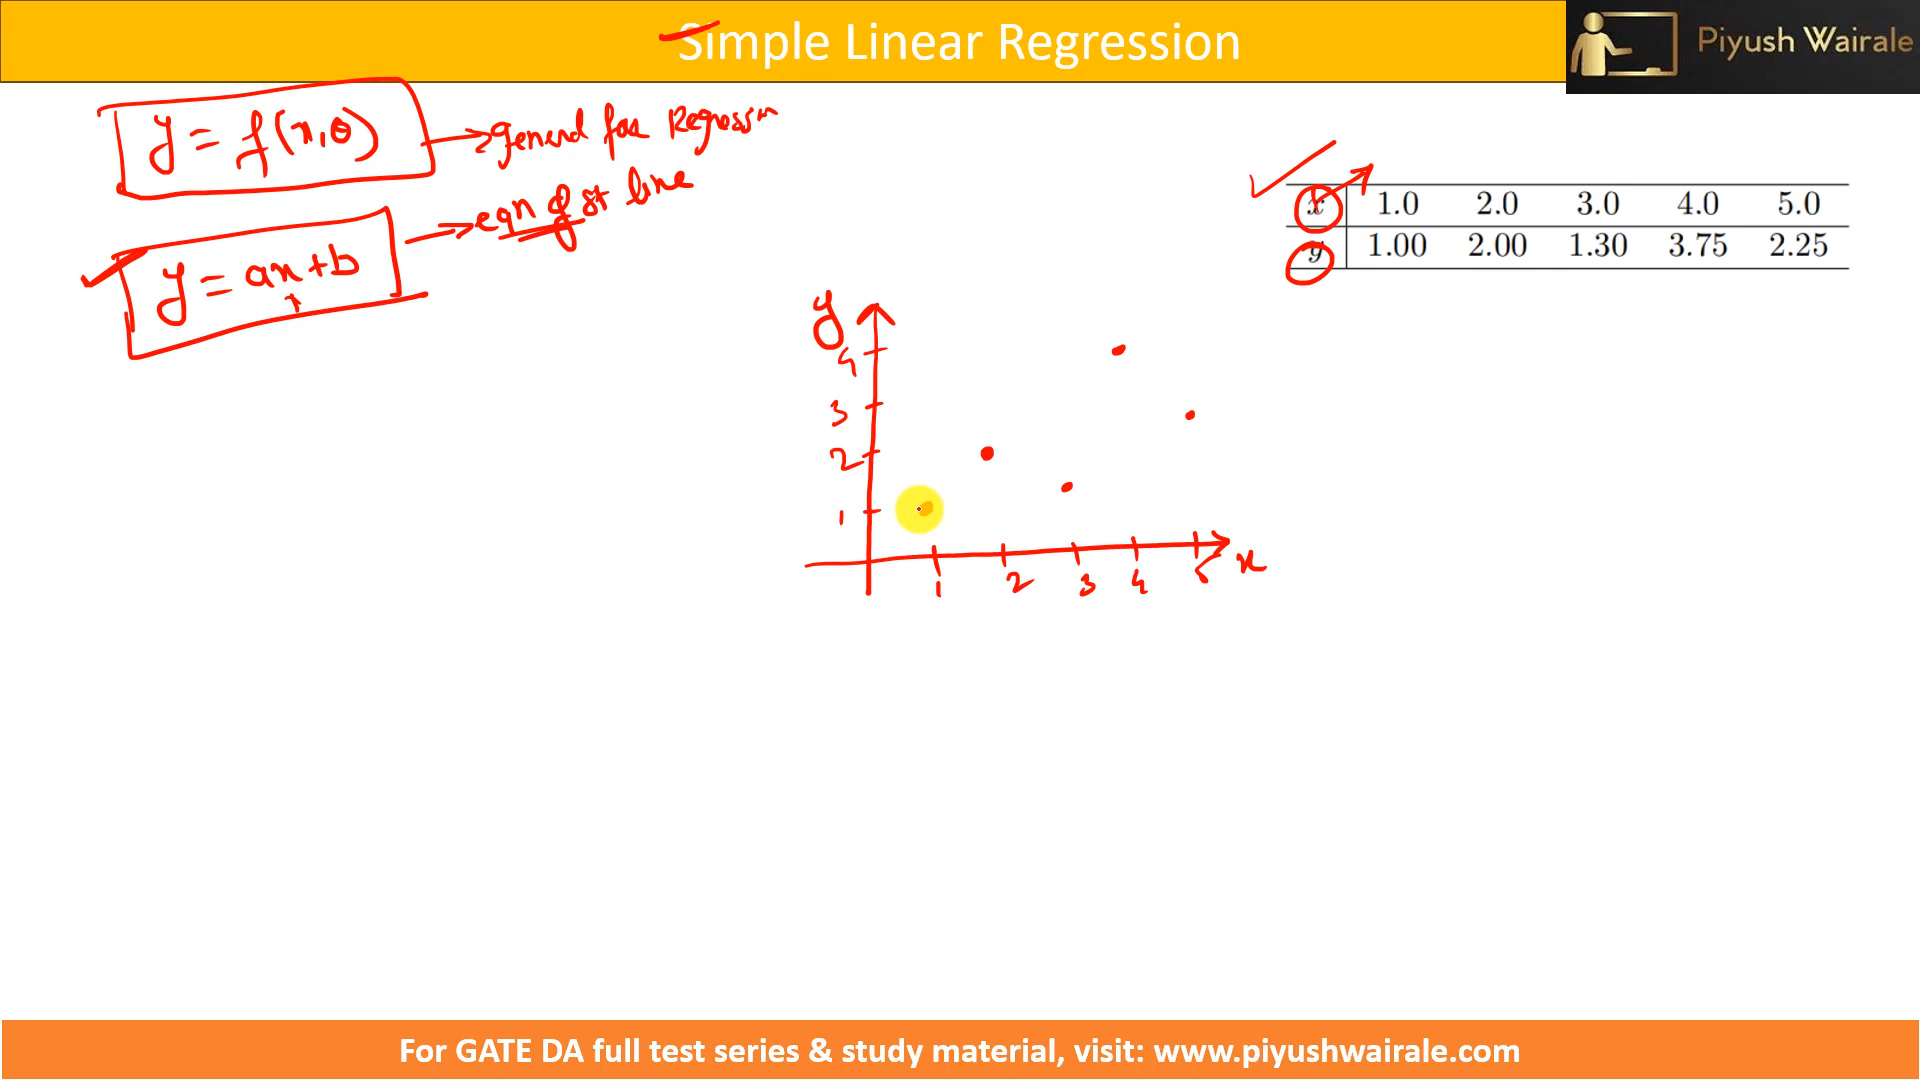 Simple Linear Regression
Piyush Wairale
y = f(x,θ) → general for Regression
y = ax+b → eqn of st line
x 1.0 2.0 3.0 4.0 5.0
y 1.00 2.00 1.30 3.75 2.25
y
4
3
2
1
1 2 3 4 5 x
For GATE DA full test series & study material, visit: www.piyushwairale.com